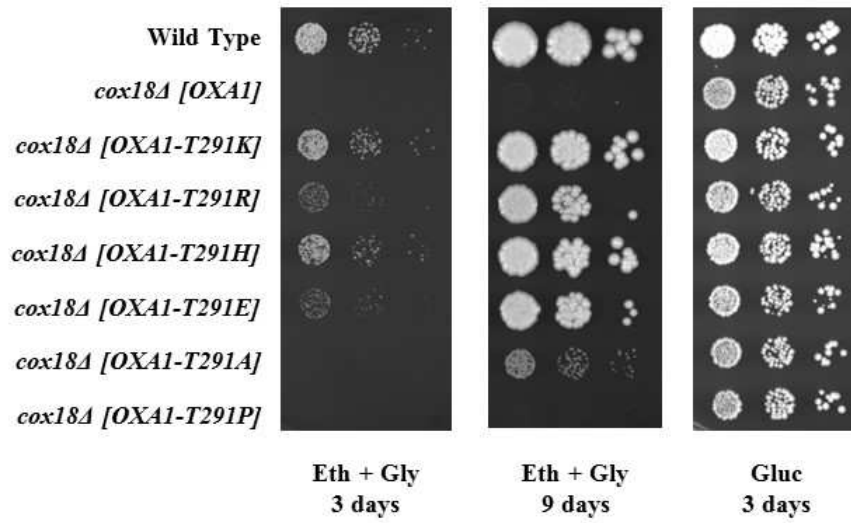 Wild Type
cox18Δ [OXA1]
cox18Δ [OXA1-T291K]
cox18Δ [OXA1-T291R]
cox18Δ [OXA1-T291H]
cox18Δ [OXA1-T291E]
cox18Δ [OXA1-T291A]
cox18Δ [OXA1-T291P]
Eth + Gly
3 days
Eth + Gly
9 days
Gluc
3 days